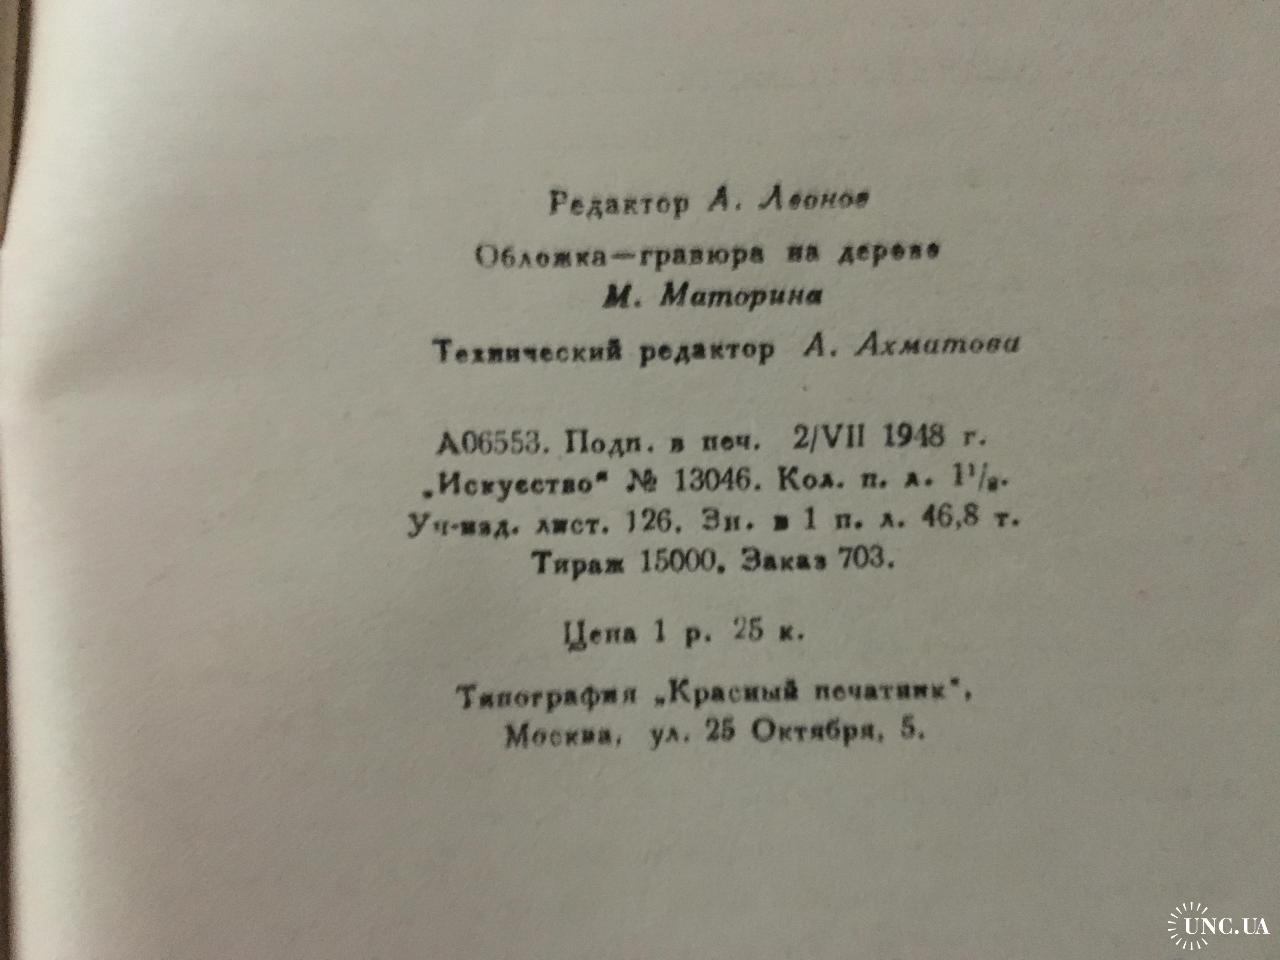 Редактор А. Леонов
Обложка—гравюра на дереве
М. Маторина
Технический редактор А. Ахматова
А06553. Подп. в печ. 2/VII 1948 г.
„Искусство" № 13046. Кол. п. л. 1¹/₂.
Уч-изд. лист. 126. Зн. в 1 п. л. 46,8 т.
Тираж 15000. Заказ 703.
Цена 1 р. 25 к.
Типография „Красный печатник",
Москва, ул. 25 Октября, 5.
UNC.UA